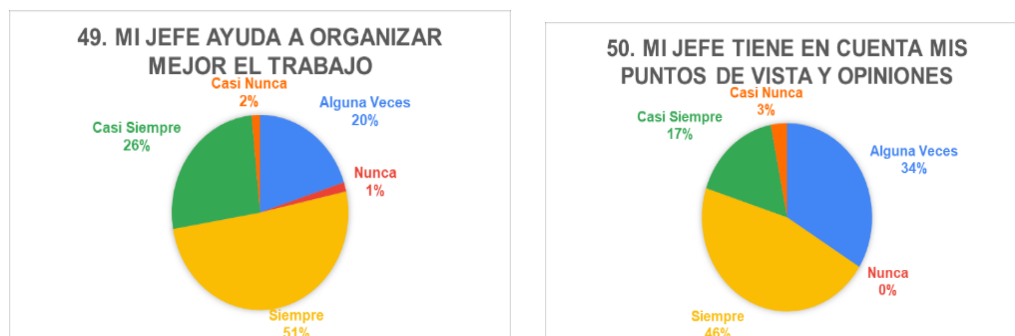 49. MI JEFE AYUDA A ORGANIZAR
MEJOR EL TRABAJO
Casi Nunca
2%
Alguna Veces
20%
Casi Siempre
26%
Nunca
1%
Siempre
51%
50. MI JEFE TIENE EN CUENTA MIS
PUNTOS DE VISTA Y OPINIONES
Casi Nunca
3%
Casi Siempre
17%
Alguna Veces
34%
Nunca
0%
Siempre
46%